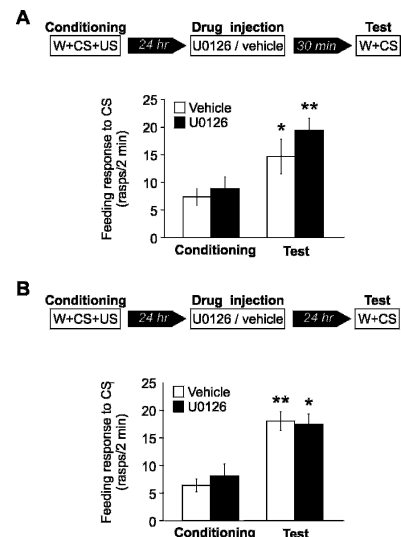 A
Conditioning Drug injection Test
W+CS+US 24 hr U0126 / vehicle 30 min W+CS
25
20
15
10
5
0
Feeding response to CS
(rasps/2 min)
Vehicle
U0126
*
**
Conditioning Test
B
Conditioning Drug injection Test
W+CS+US 24 hr U0126 / vehicle 24 hr W+CS
25
20
15
10
5
0
Feeding response to CS
(rasps/2 min)
Vehicle
U0126
**
*
Conditioning Test